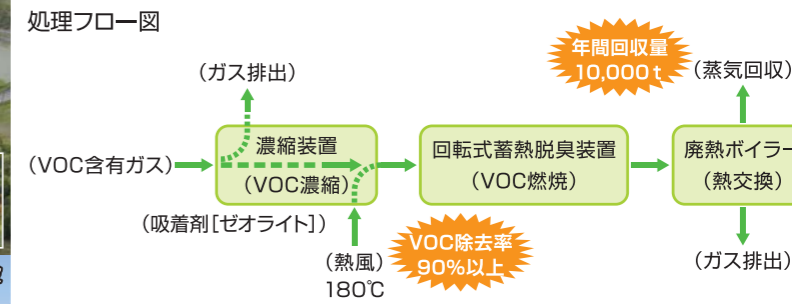 処理フロー図
年間回収量
10,000t
(ガス排出)
(蒸気回収)
(VOC含有ガス)
濃縮装置
(VOC濃縮)
回転式蓄熱脱臭装置
(VOC燃焼)
廃熱ボイラー
(熱交換)
(吸着剤[ゼオライト])
(熱風)
180℃
VOC除去率
90%以上
(ガス排出)